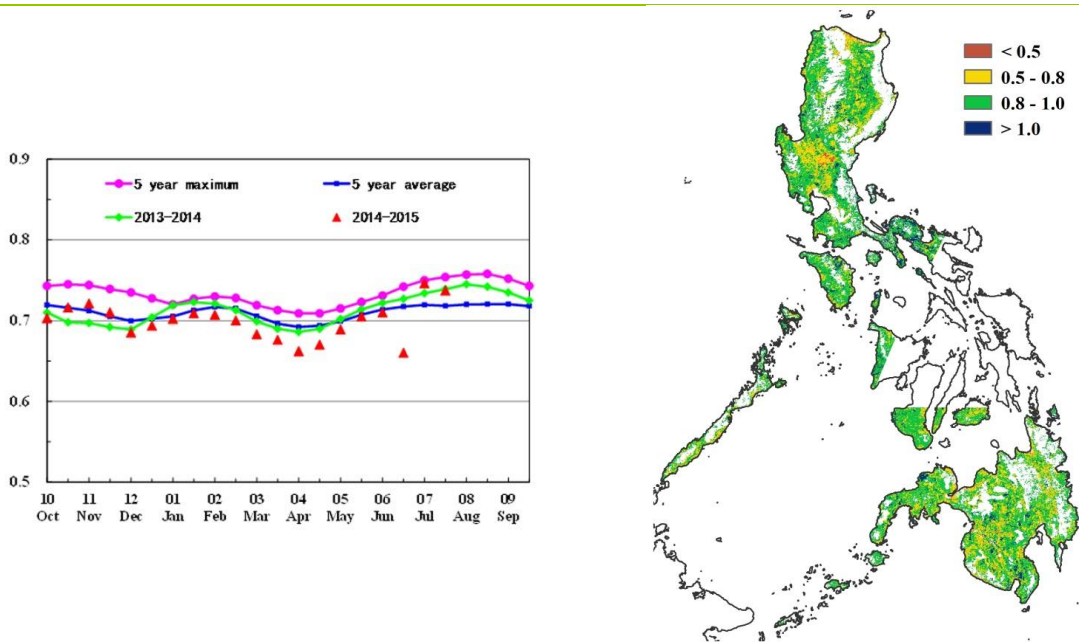 < 0.5
0.5 - 0.8
0.8 - 1.0
> 1.0
0.9
5 year maximum 5 year average
2013-2014 2014-2015
0.8
0.7
0.6
0.5
10 11 12 01 02 03 04 05 06 07 08 09
Oct Nov Dec Jan Feb Mar Apr May Jun Jul Aug Sep